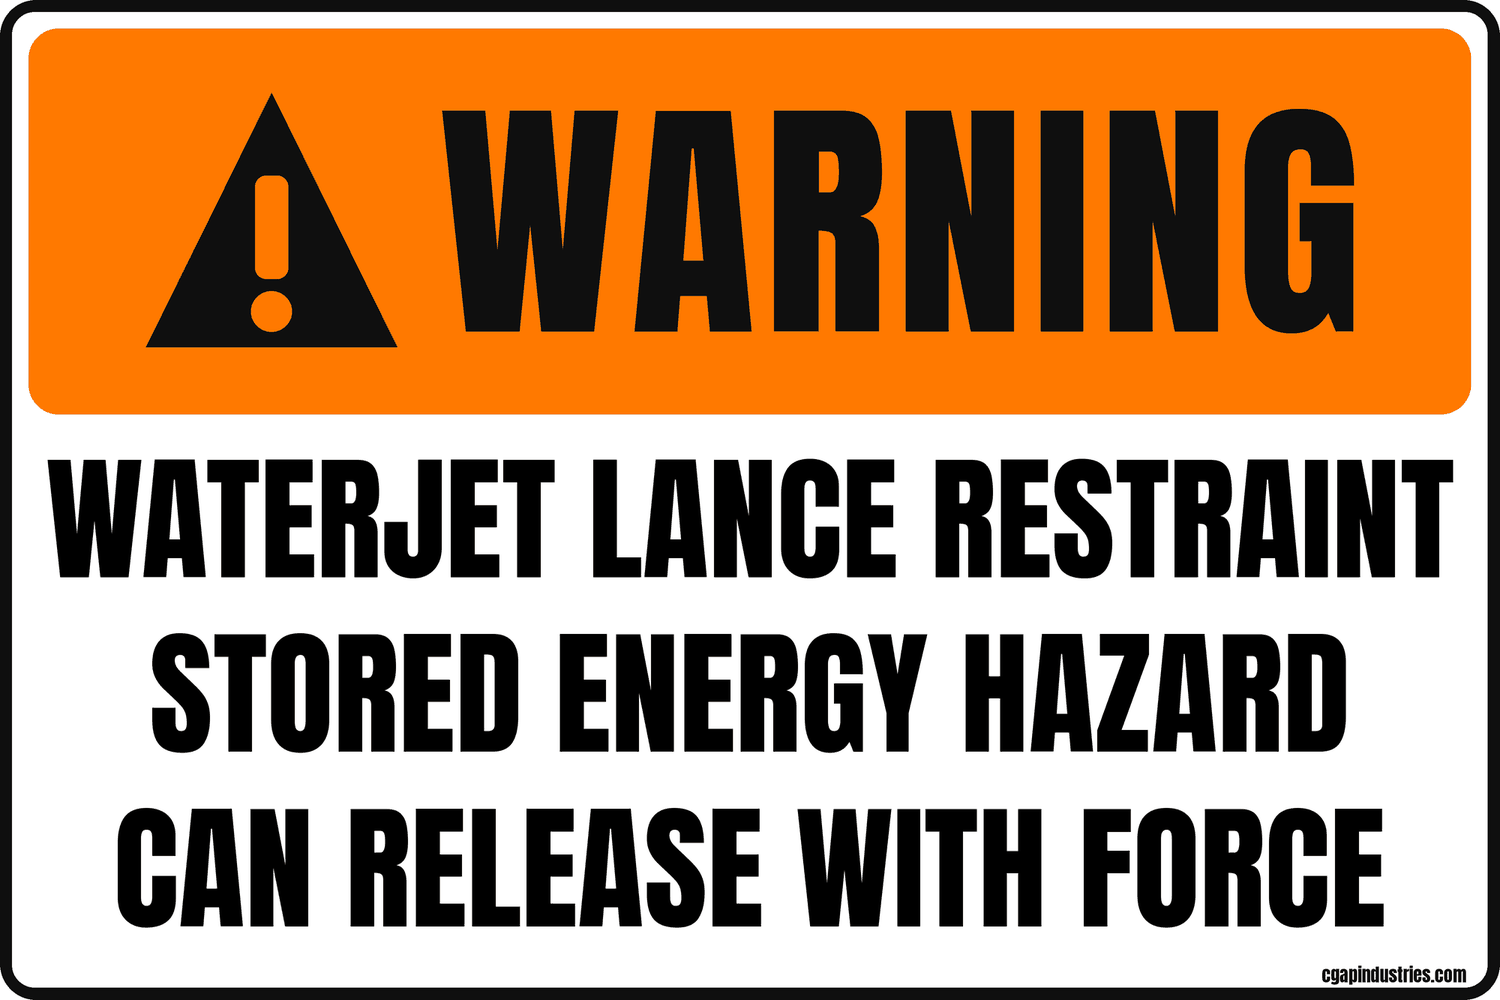 WARNING
WATERJET LANCE RESTRAINT
STORED ENERGY HAZARD
CAN RELEASE WITH FORCE
cgapindustries.com